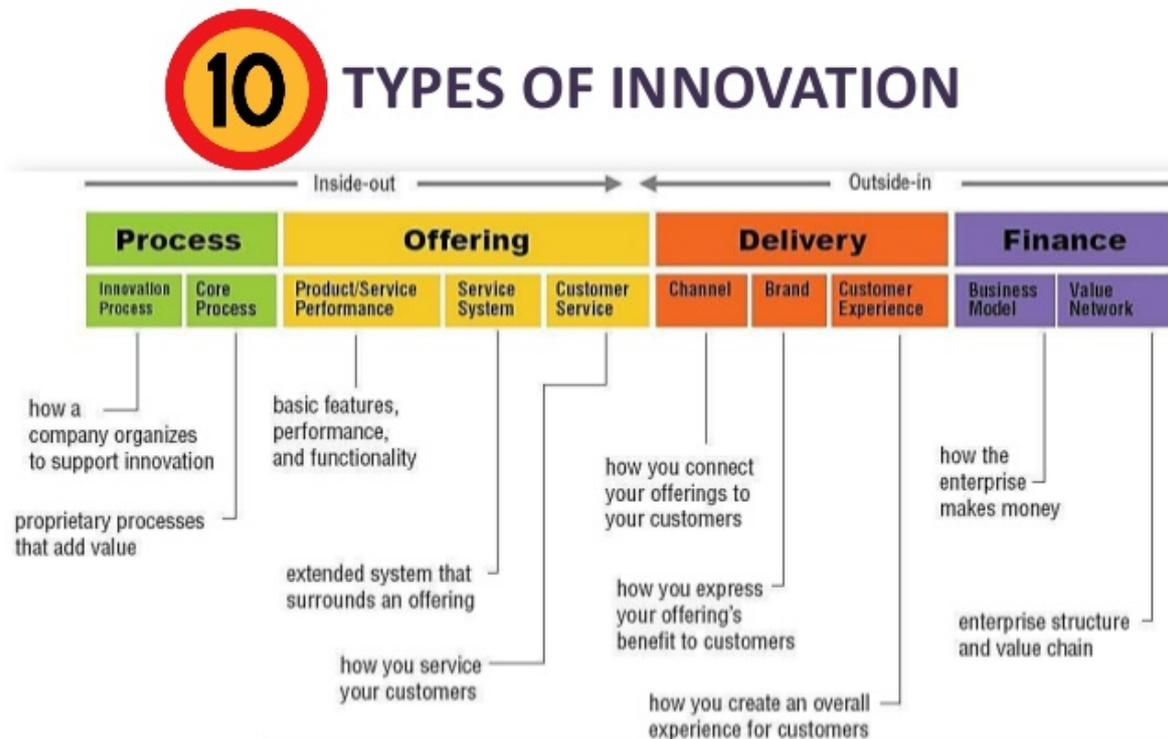 10 TYPES OF INNOVATION
Inside-out
Outside-in
Process
Offering
Delivery
Finance
Innovation
Process
Core
Process
Product/Service
Performance
Service
System
Customer
Service
Channel
Brand
Customer
Experience
Business
Model
Value
Network
how a
company organizes
to support innovation
proprietary processes
that add value
basic features,
performance,
and functionality
extended system that
surrounds an offering
how you service
your customers
how you connect
your offerings to
your customers
how you express
your offering's
benefit to customers
how you create an overall
experience for customers
how the
enterprise
makes money
enterprise structure
and value chain